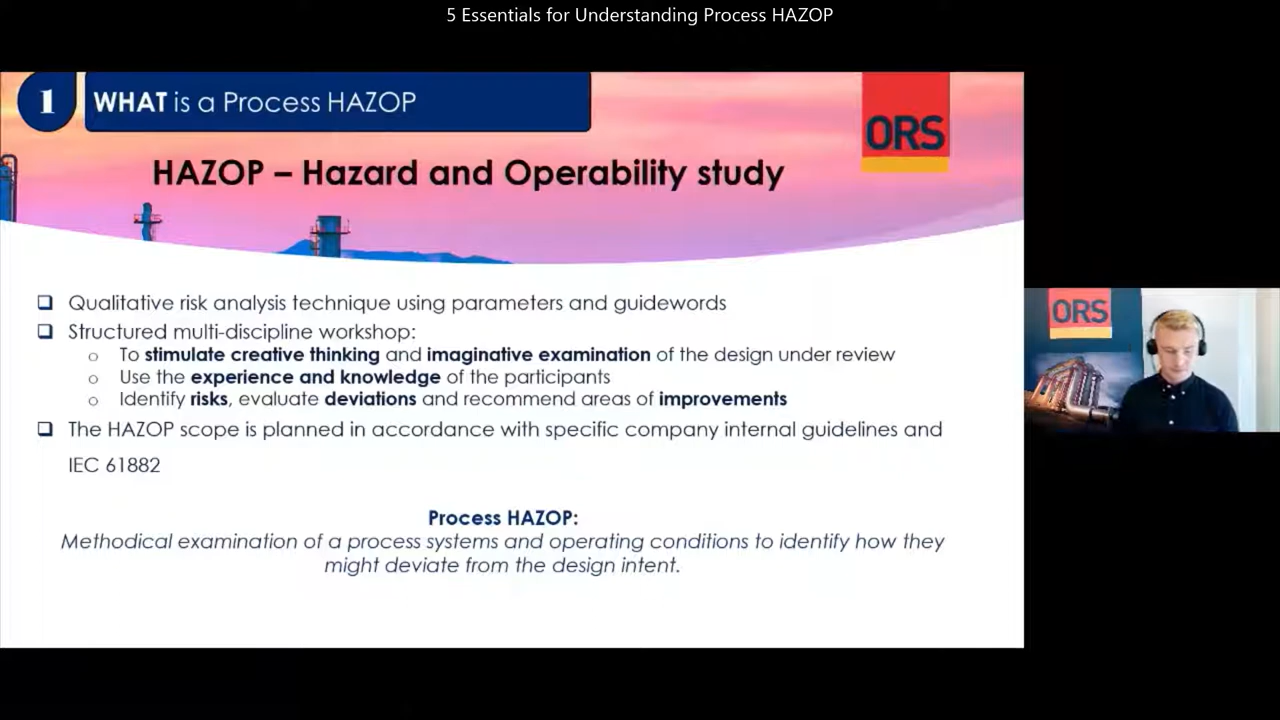 5 Essentials for Understanding Process HAZOP
1 WHAT is a Process HAZOP
ORS
HAZOP – Hazard and Operability study
❑ Qualitative risk analysis technique using parameters and guidewords
❑ Structured multi-discipline workshop:
o To stimulate creative thinking and imaginative examination of the design under review
o Use the experience and knowledge of the participants
o Identify risks, evaluate deviations and recommend areas of improvements
❑ The HAZOP scope is planned in accordance with specific company internal guidelines and
IEC 61882
Process HAZOP:
Methodical examination of a process systems and operating conditions to identify how they
might deviate from the design intent.
ORS